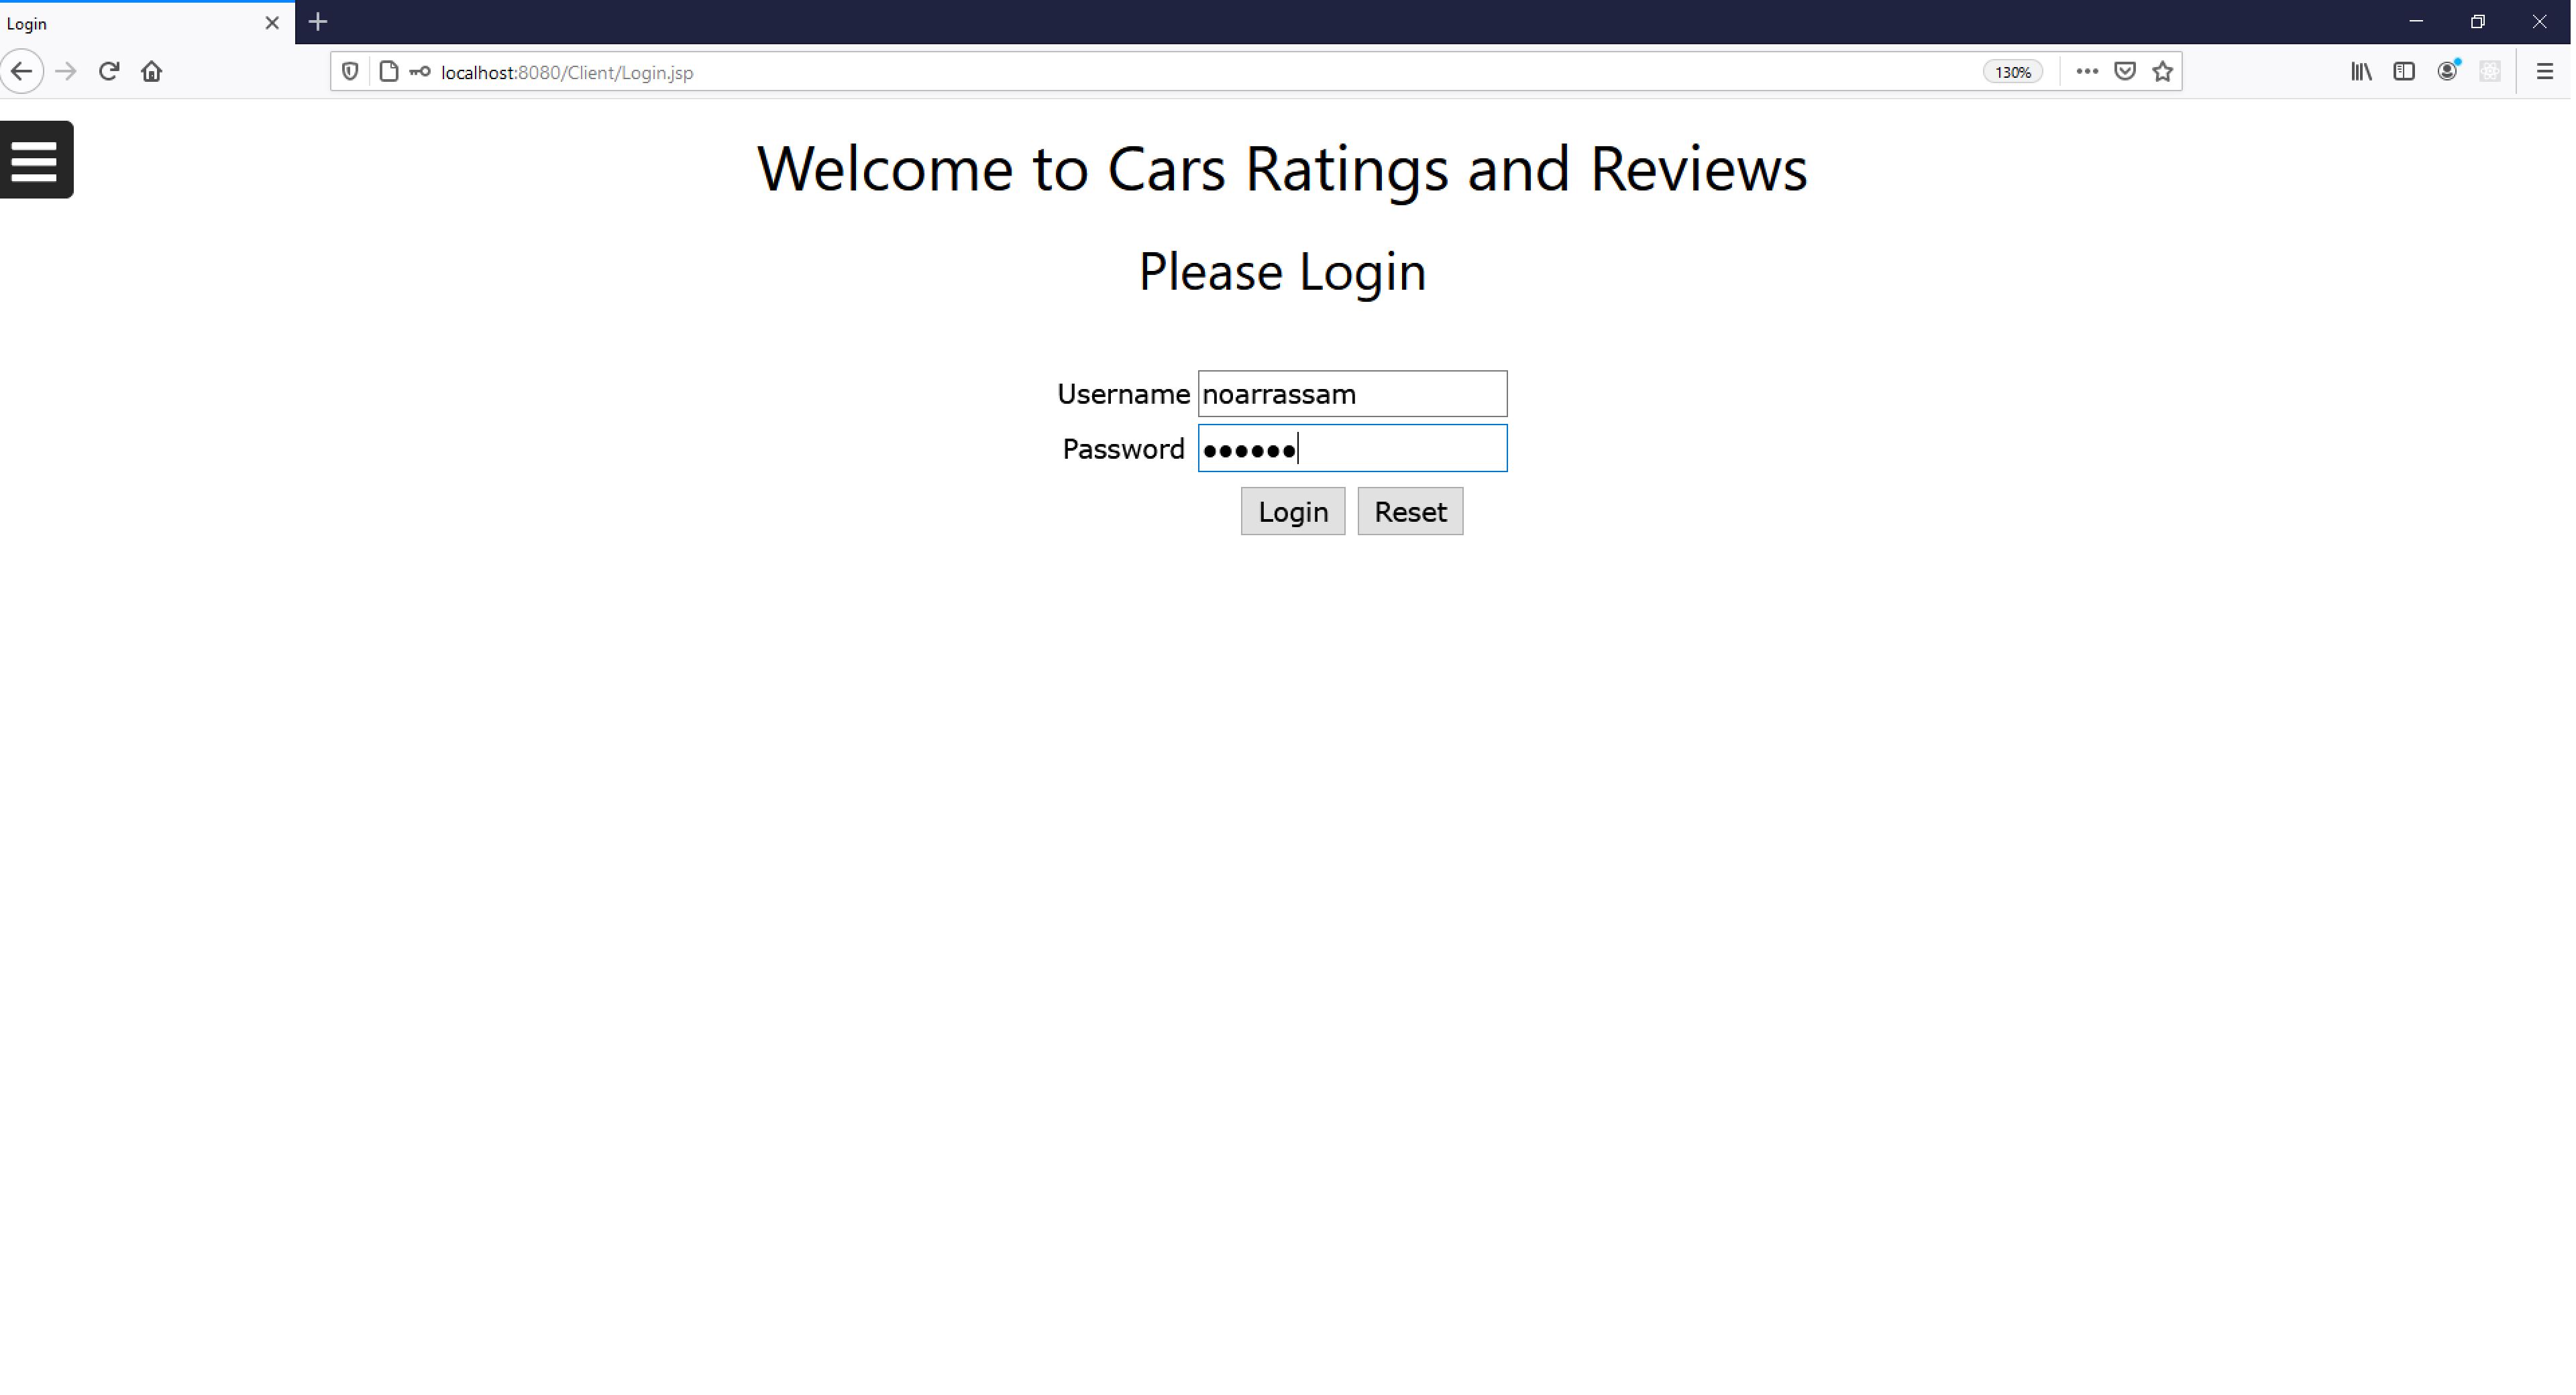 Login
localhost:8080/Client/Login.jsp
130%
Welcome to Cars Ratings and Reviews
Please Login
Username noarrassam
Password ••••••
Login Reset